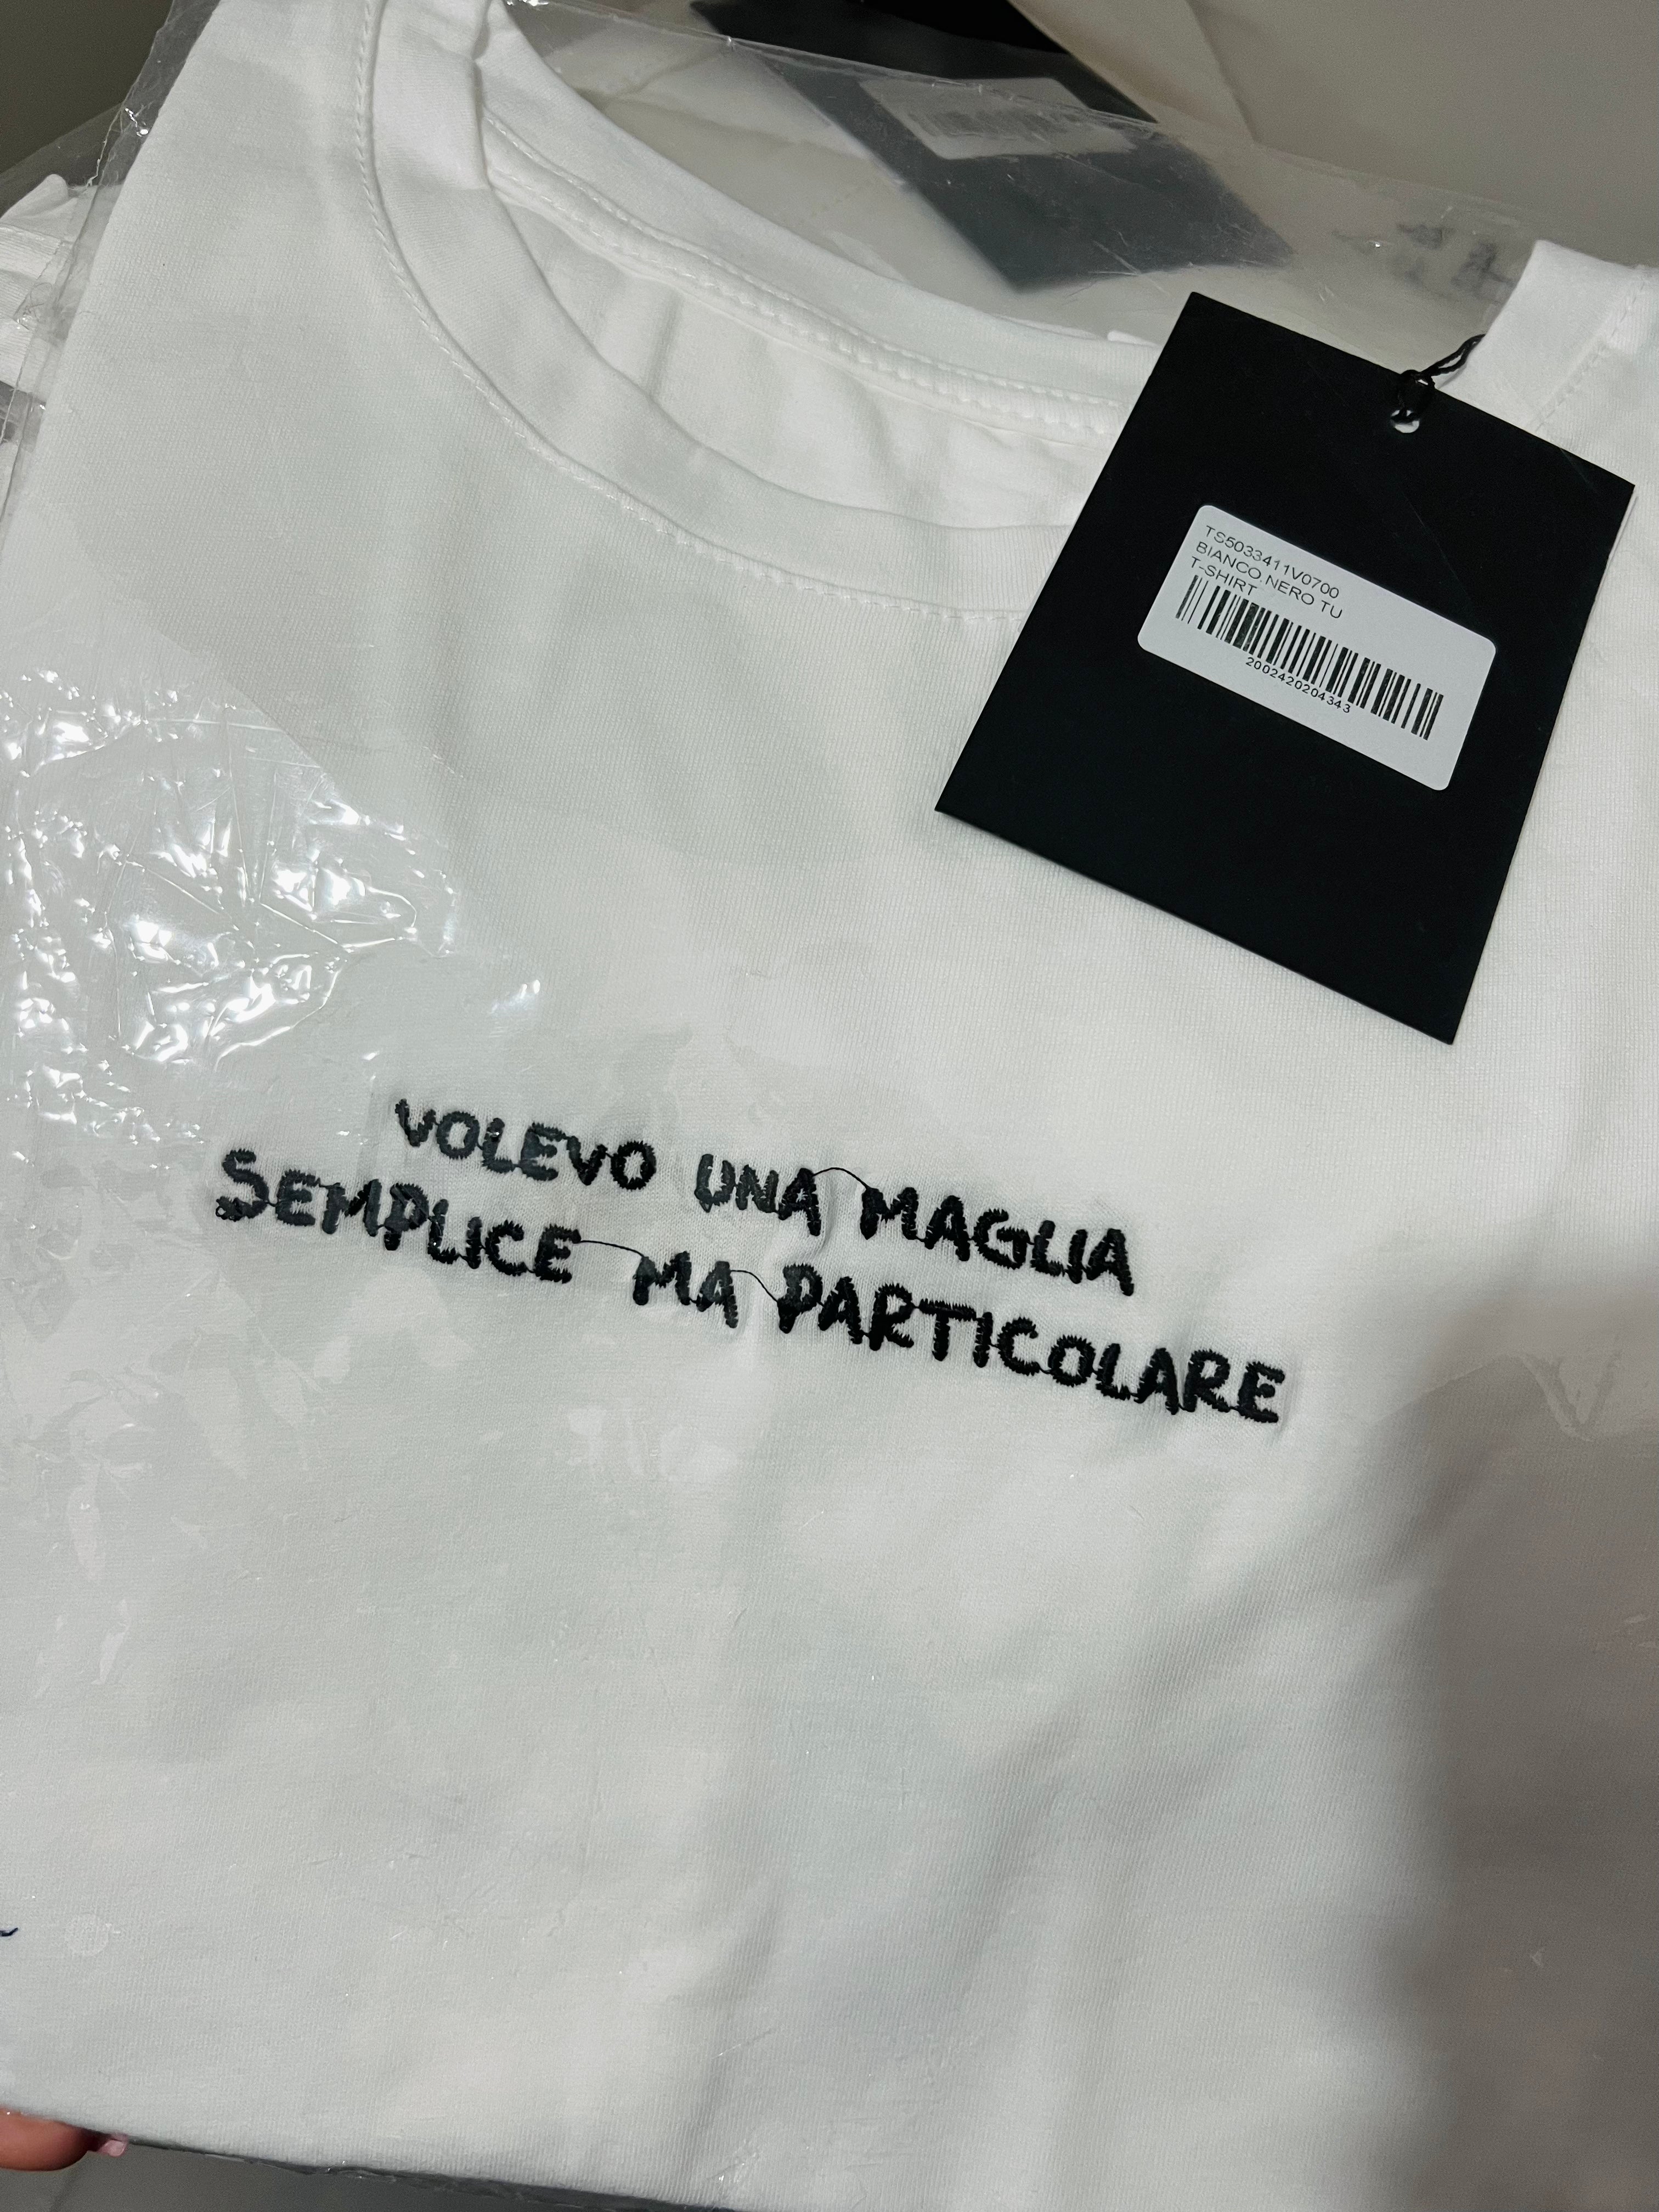 TS5033411V0700
BIANCO.NERO TU
T-SHIRT
2002420204343
VOLEVO UNA MAGLIA
SEMPLICE MA PARTICOLARE